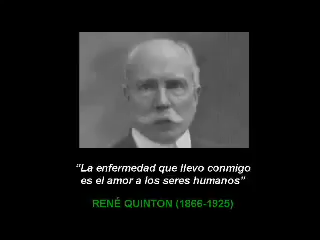 "La enfermedad que llevo conmigo
es el amor a los seres humanos"
RENÉ QUINTON (1866-1925)